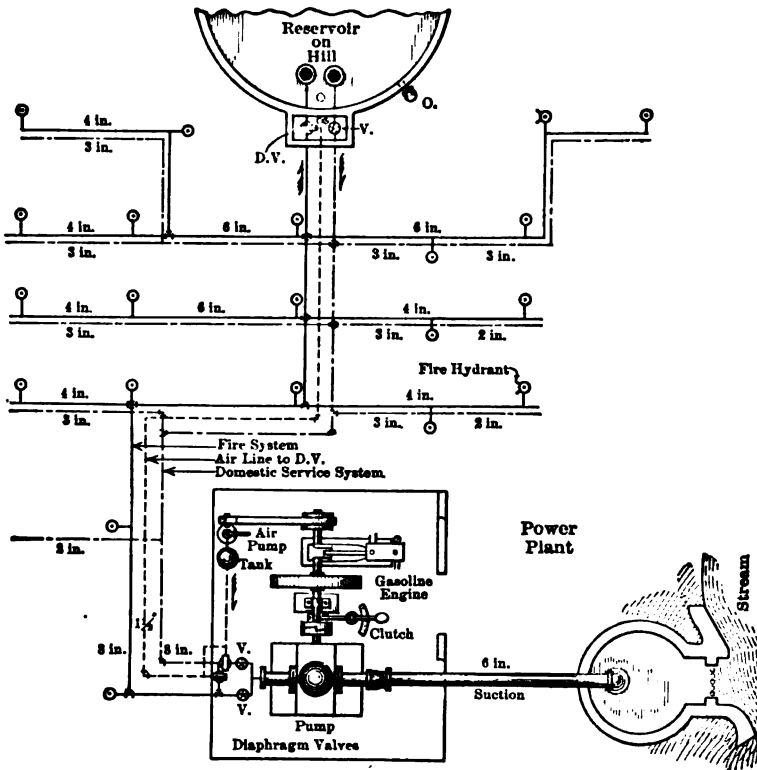 Reservoir
on
Hill
O.
D.V.
V.
4 in.
3 in.
4 in.
6 in.
6 in.
3 in.
3 in.
3 in.
4 in.
6 in.
4 in.
3 in.
3 in.
2 in.
Fire Hydrant
4 in.
4 in.
3 in.
3 in.
2 in.
Fire System
Air Line to D.V.
Domestic Service System
2 in.
Air
Pump
Tank
Gasoline
Engine
Clutch
Power
Plant
Stream
8 in.
3 in.
V.
V.
6 in.
Suction
Pump
Diaphragm Valves